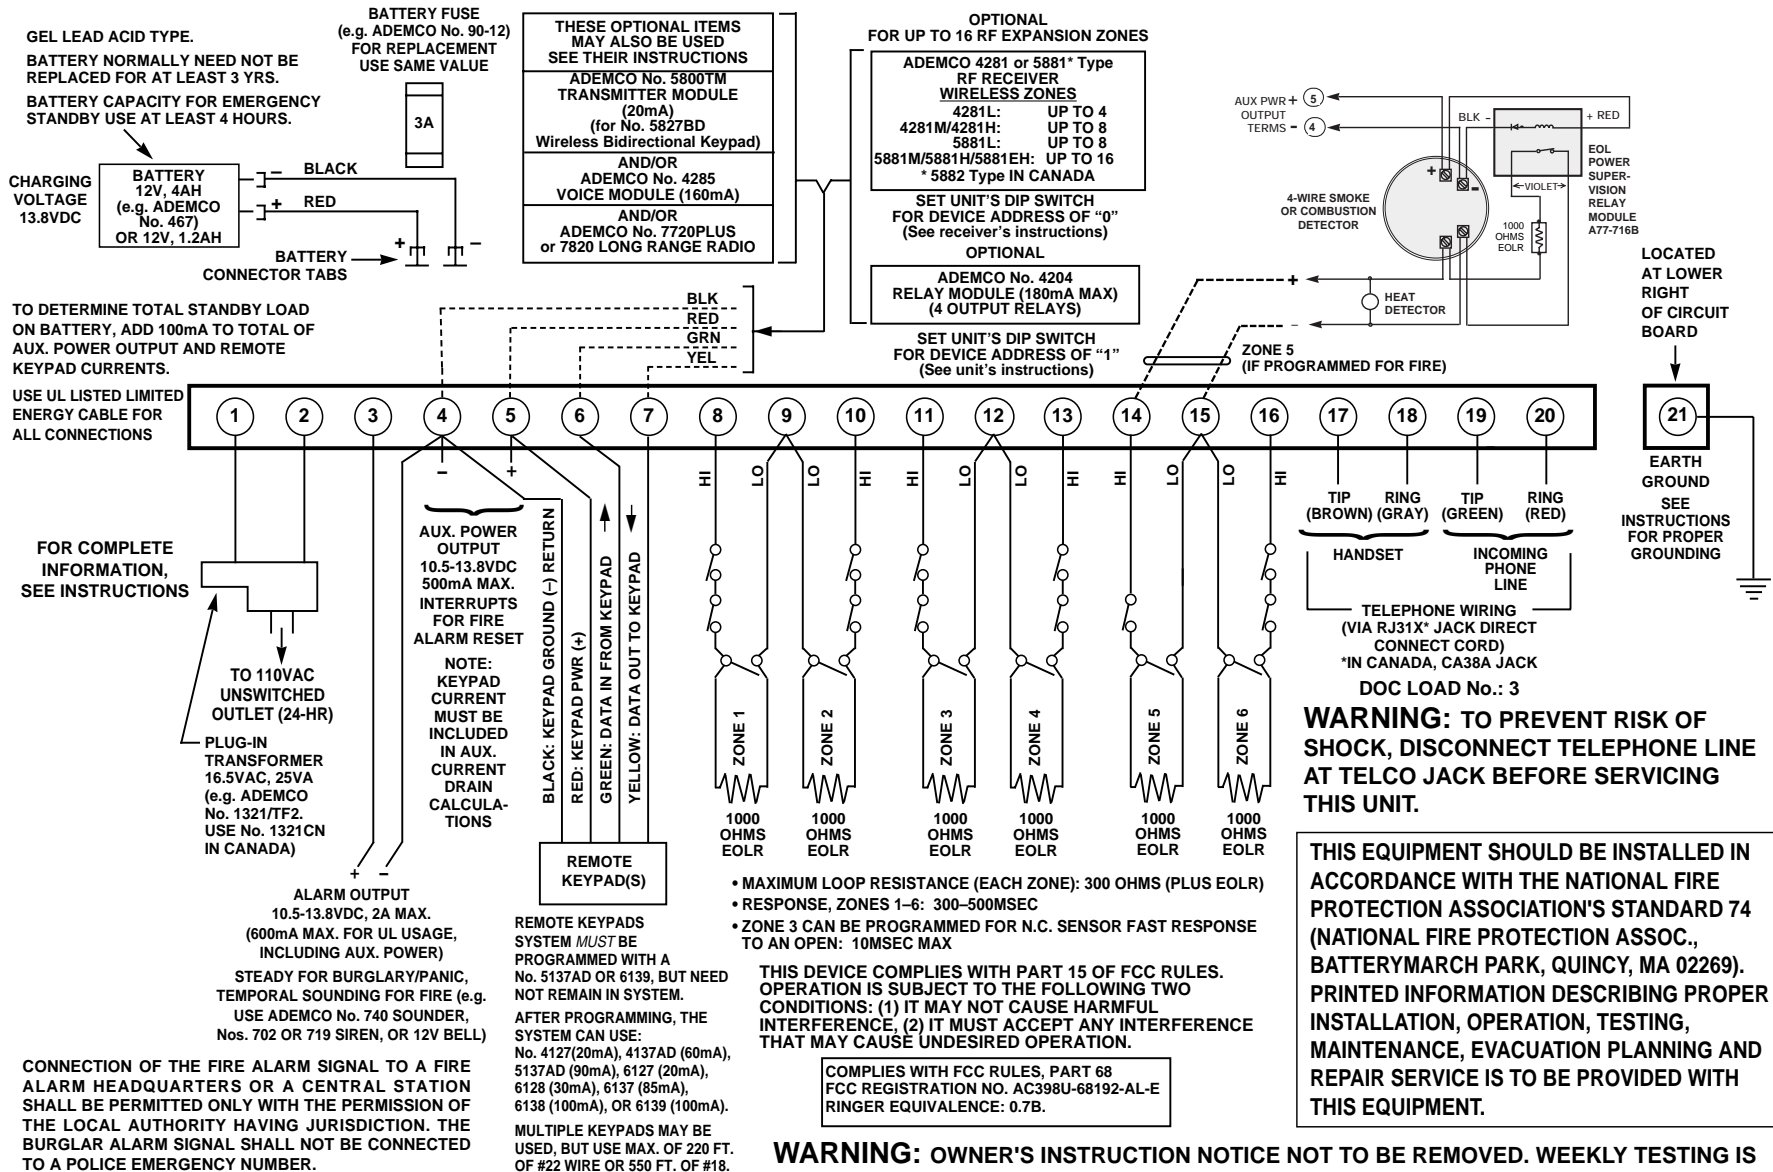 GEL LEAD ACID TYPE.
BATTERY NORMALLY NEED NOT BE
REPLACED FOR AT LEAST 3 YRS.
BATTERY CAPACITY FOR EMERGENCY
STANDBY USE AT LEAST 4 HOURS.
BATTERY FUSE
(e.g. ADEMCO No. 90-12)
FOR REPLACEMENT
USE SAME VALUE
3A
CHARGING
VOLTAGE
13.8VDC
BATTERY
12V, 4AH
(e.g. ADEMCO
No. 467)
OR 12V, 1.2AH
– BLACK
+ RED
+ –
BATTERY
CONNECTOR TABS
THESE OPTIONAL ITEMS
MAY ALSO BE USED
SEE THEIR INSTRUCTIONS
ADEMCO No. 5800TM
TRANSMITTER MODULE
(20mA)
(for No. 5827BD
Wireless Bidirectional Keypad)
AND/OR
ADEMCO No. 4285
VOICE MODULE (160mA)
AND/OR
ADEMCO No. 7720PLUS
or 7820 LONG RANGE RADIO
OPTIONAL
FOR UP TO 16 RF EXPANSION ZONES
ADEMCO 4281 or 5881* Type
RF RECEIVER
WIRELESS ZONES
4281L: UP TO 4
4281M/4281H: UP TO 8
5881L: UP TO 8
5881M/5881H/5881EH: UP TO 16
* 5882 Type IN CANADA
SET UNIT'S DIP SWITCH
FOR DEVICE ADDRESS OF “0”
(See receiver's instructions)
OPTIONAL
ADEMCO No. 4204
RELAY MODULE (180mA MAX)
(4 OUTPUT RELAYS)
SET UNIT'S DIP SWITCH
FOR DEVICE ADDRESS OF “1”
(See unit's instructions)
AUX PWR + 5
OUTPUT
TERMS – 4
BLK –
+ RED
EOL
POWER
SUPER-
VISION
RELAY
MODULE
A77-716B
VIOLET
+ –
4-WIRE SMOKE
OR COMBUSTION
DETECTOR
1000
OHMS
EOLR
+
HEAT
DETECTOR
–
ZONE 5
(IF PROGRAMMED FOR FIRE)
LOCATED
AT LOWER
RIGHT
OF CIRCUIT
BOARD
TO DETERMINE TOTAL STANDBY LOAD
ON BATTERY, ADD 100mA TO TOTAL OF
AUX. POWER OUTPUT AND REMOTE
KEYPAD CURRENTS.
USE UL LISTED LIMITED
ENERGY CABLE FOR
ALL CONNECTIONS
BLK
RED
GRN
YEL
1 2 3 4 5 6 7 8 9 10 11 12 13 14 15 16 17 18 19 20 21
– +
HI LO LO HI HI LO LO HI HI LO LO HI
EARTH
GROUND
SEE
INSTRUCTIONS
FOR PROPER
GROUNDING
FOR COMPLETE
INFORMATION,
SEE INSTRUCTIONS
TO 110VAC
UNSWITCHED
OUTLET (24-HR)
PLUG-IN
TRANSFORMER
16.5VAC, 25VA
(e.g. ADEMCO
No. 1321/TF2.
USE No. 1321CN
IN CANADA)
AUX. POWER
OUTPUT
10.5-13.8VDC
500mA MAX.
INTERRUPTS
FOR FIRE
ALARM RESET
NOTE:
KEYPAD
CURRENT
MUST BE
INCLUDED
IN AUX.
CURRENT
DRAIN
CALCULA-
TIONS
BLACK: KEYPAD GROUND (–) RETURN
RED: KEYPAD PWR (+)
GREEN: DATA IN FROM KEYPAD
YELLOW: DATA OUT TO KEYPAD
REMOTE
KEYPAD(S)
+ –
ALARM OUTPUT
10.5-13.8VDC, 2A MAX.
(600mA MAX. FOR UL USAGE,
INCLUDING AUX. POWER)
STEADY FOR BURGLARY/PANIC,
TEMPORAL SOUNDING FOR FIRE (e.g.
USE ADEMCO No. 740 SOUNDER,
Nos. 702 OR 719 SIREN, OR 12V BELL)
CONNECTION OF THE FIRE ALARM SIGNAL TO A FIRE
ALARM HEADQUARTERS OR A CENTRAL STATION
SHALL BE PERMITTED ONLY WITH THE PERMISSION OF
THE LOCAL AUTHORITY HAVING JURISDICTION. THE
BURGLAR ALARM SIGNAL SHALL NOT BE CONNECTED
TO A POLICE EMERGENCY NUMBER.
REMOTE KEYPADS
SYSTEM MUST BE
PROGRAMMED WITH A
No. 5137AD OR 6139, BUT NEED
NOT REMAIN IN SYSTEM.
AFTER PROGRAMMING, THE
SYSTEM CAN USE:
No. 4127(20mA), 4137AD (60mA),
5137AD (90mA), 6127 (20mA),
6128 (30mA), 6137 (85mA),
6138 (100mA), OR 6139 (100mA).
MULTIPLE KEYPADS MAY BE
USED, BUT USE MAX. OF 220 FT.
OF #22 WIRE OR 550 FT. OF #18.
ZONE 1 ZONE 2 ZONE 3 ZONE 4 ZONE 5 ZONE 6
1000 1000 1000 1000 1000 1000
OHMS OHMS OHMS OHMS OHMS OHMS
EOLR EOLR EOLR EOLR EOLR EOLR
• MAXIMUM LOOP RESISTANCE (EACH ZONE): 300 OHMS (PLUS EOLR)
• RESPONSE, ZONES 1–6: 300–500MSEC
• ZONE 3 CAN BE PROGRAMMED FOR N.C. SENSOR FAST RESPONSE
TO AN OPEN: 10MSEC MAX
THIS DEVICE COMPLIES WITH PART 15 OF FCC RULES.
OPERATION IS SUBJECT TO THE FOLLOWING TWO
CONDITIONS: (1) IT MAY NOT CAUSE HARMFUL
INTERFERENCE, (2) IT MUST ACCEPT ANY INTERFERENCE
THAT MAY CAUSE UNDESIRED OPERATION.
COMPLIES WITH FCC RULES, PART 68
FCC REGISTRATION NO. AC398U-68192-AL-E
RINGER EQUIVALENCE: 0.7B.
TIP RING TIP RING
(BROWN) (GRAY) (GREEN) (RED)
HANDSET
INCOMING
PHONE
LINE
TELEPHONE WIRING
(VIA RJ31X* JACK DIRECT
CONNECT CORD)
*IN CANADA, CA38A JACK
DOC LOAD No.: 3
WARNING: TO PREVENT RISK OF
SHOCK, DISCONNECT TELEPHONE LINE
AT TELCO JACK BEFORE SERVICING
THIS UNIT.
THIS EQUIPMENT SHOULD BE INSTALLED IN
ACCORDANCE WITH THE NATIONAL FIRE
PROTECTION ASSOCIATION'S STANDARD 74
(NATIONAL FIRE PROTECTION ASSOC.,
BATTERYMARCH PARK, QUINCY, MA 02269).
PRINTED INFORMATION DESCRIBING PROPER
INSTALLATION, OPERATION, TESTING,
MAINTENANCE, EVACUATION PLANNING AND
REPAIR SERVICE IS TO BE PROVIDED WITH
THIS EQUIPMENT.
WARNING: OWNER'S INSTRUCTION NOTICE NOT TO BE REMOVED. WEEKLY TESTING IS